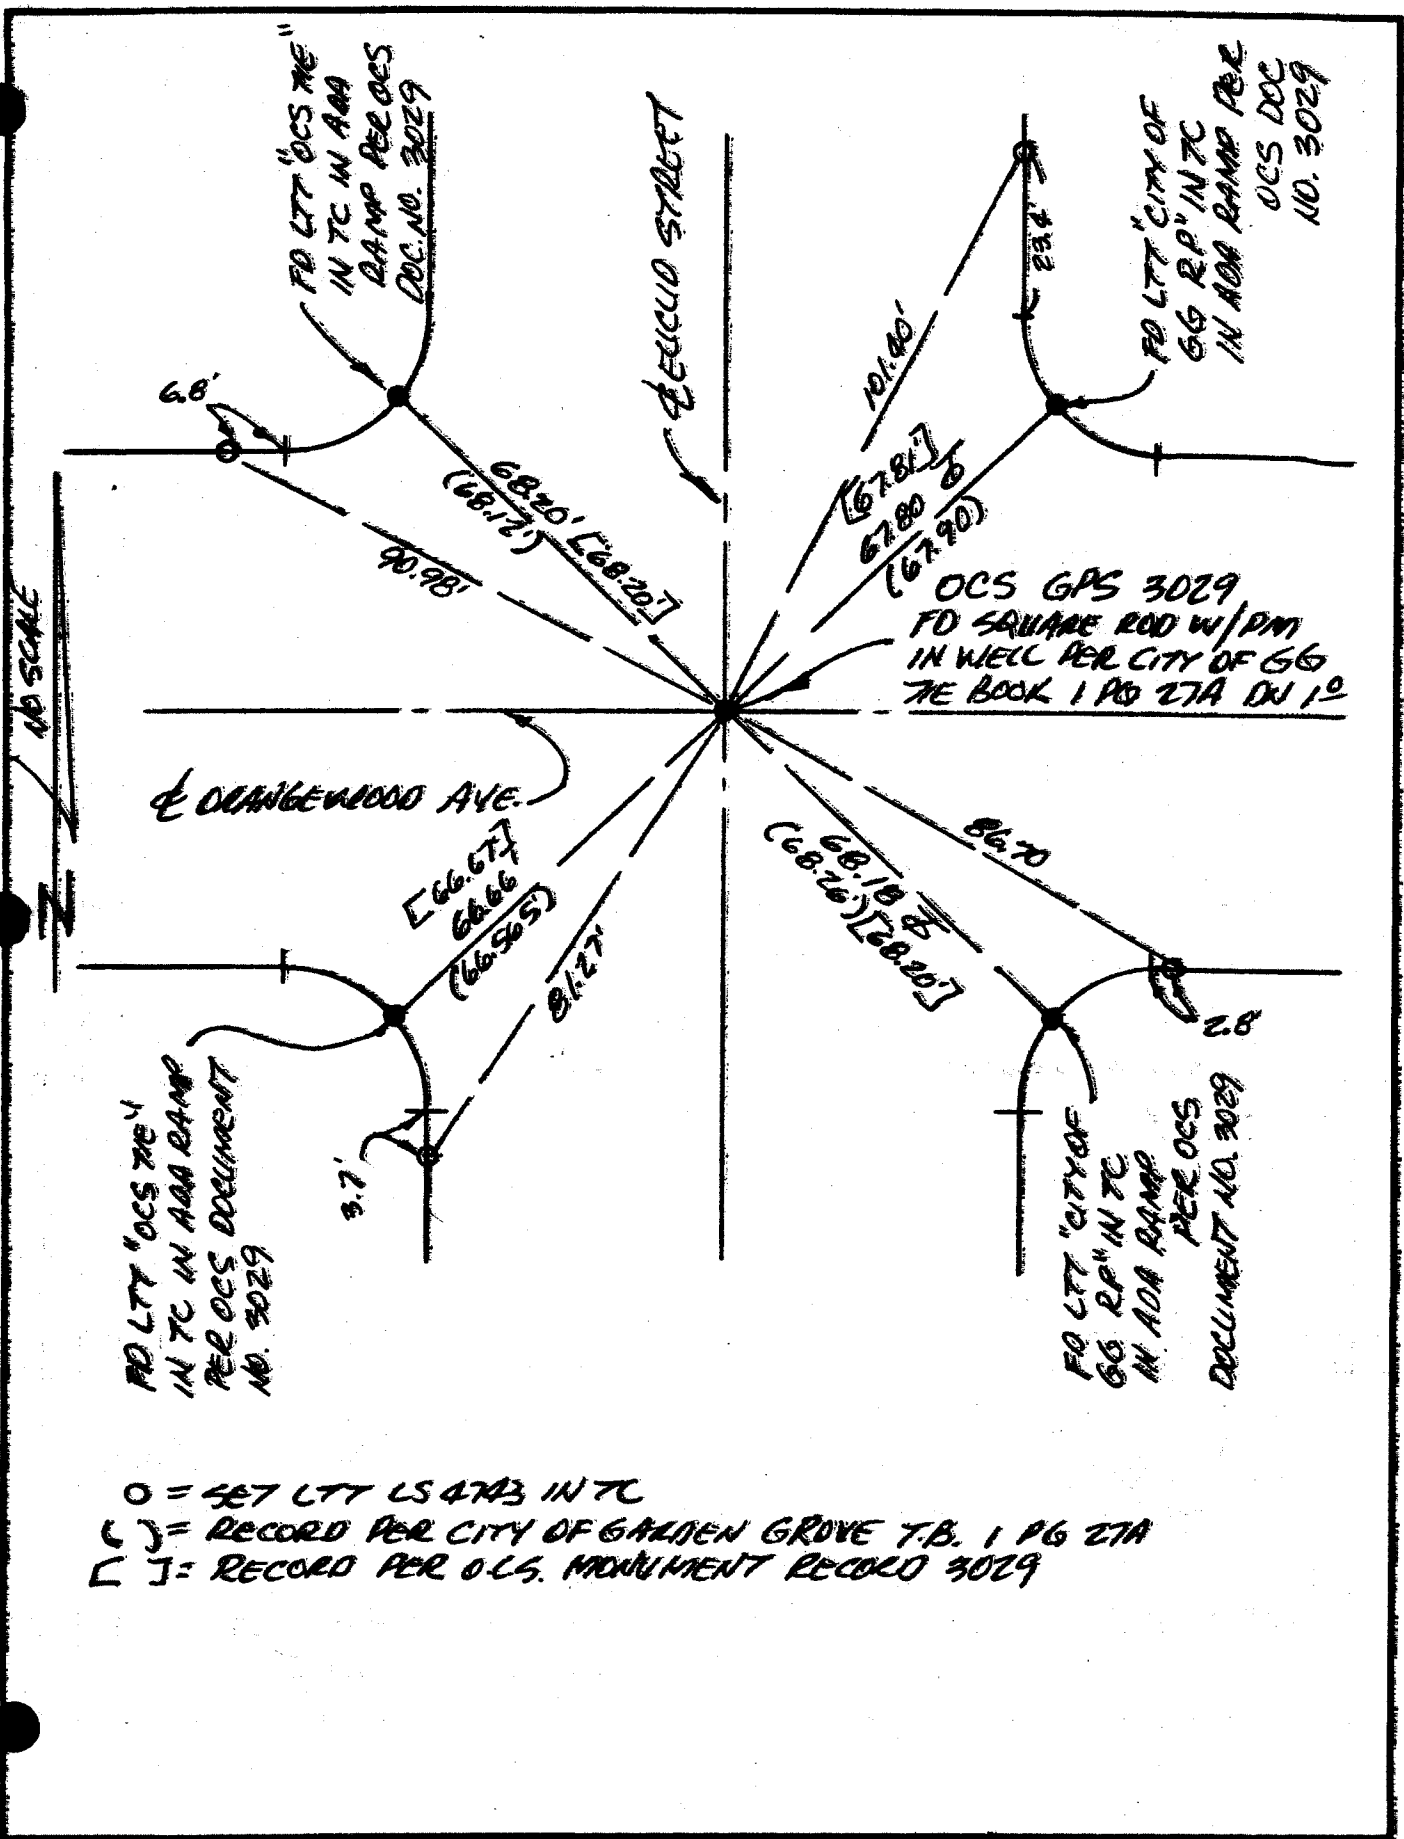 FD LTT "OCS TIE"
IN TC IN ADA
RAMP PER OCS
DOC. NO. 3029
6.8'
℄ EUCLID STREET
23.4'
FD LTT "CITY OF
GG RP" IN TC
IN ADA RAMP PER
OCS DOC
NO. 3029
101.40'
68.20' [68.20']
(68.17')
90.98'
[67.81']
67.80
(67.90)
OCS GPS 3029
FD SQUARE ROD W/PM
IN WELL PER CITY OF GG
TIE BOOK 1 PG 27A DN 1.0
NO SCALE
N
℄ ORANGEWOOD AVE.
[66.67]
66.66
(66.565')
81.27'
86.70
68.18
(68.26') [68.20']
2.8'
3.7'
FD LTT "OCS TIE"
IN TC IN ADA RAMP
PER OCS DOCUMENT
NO. 3029
FD LTT "CITY OF
GG RP" IN TC
IN ADA RAMP
PER OCS
DOCUMENT NO. 3029
O = SET LTT LS 4743 IN TC
( ) = RECORD PER CITY OF GARDEN GROVE T.B. 1 PG 27A
[ ] = RECORD PER O.C.S. MONUMENT RECORD 3029